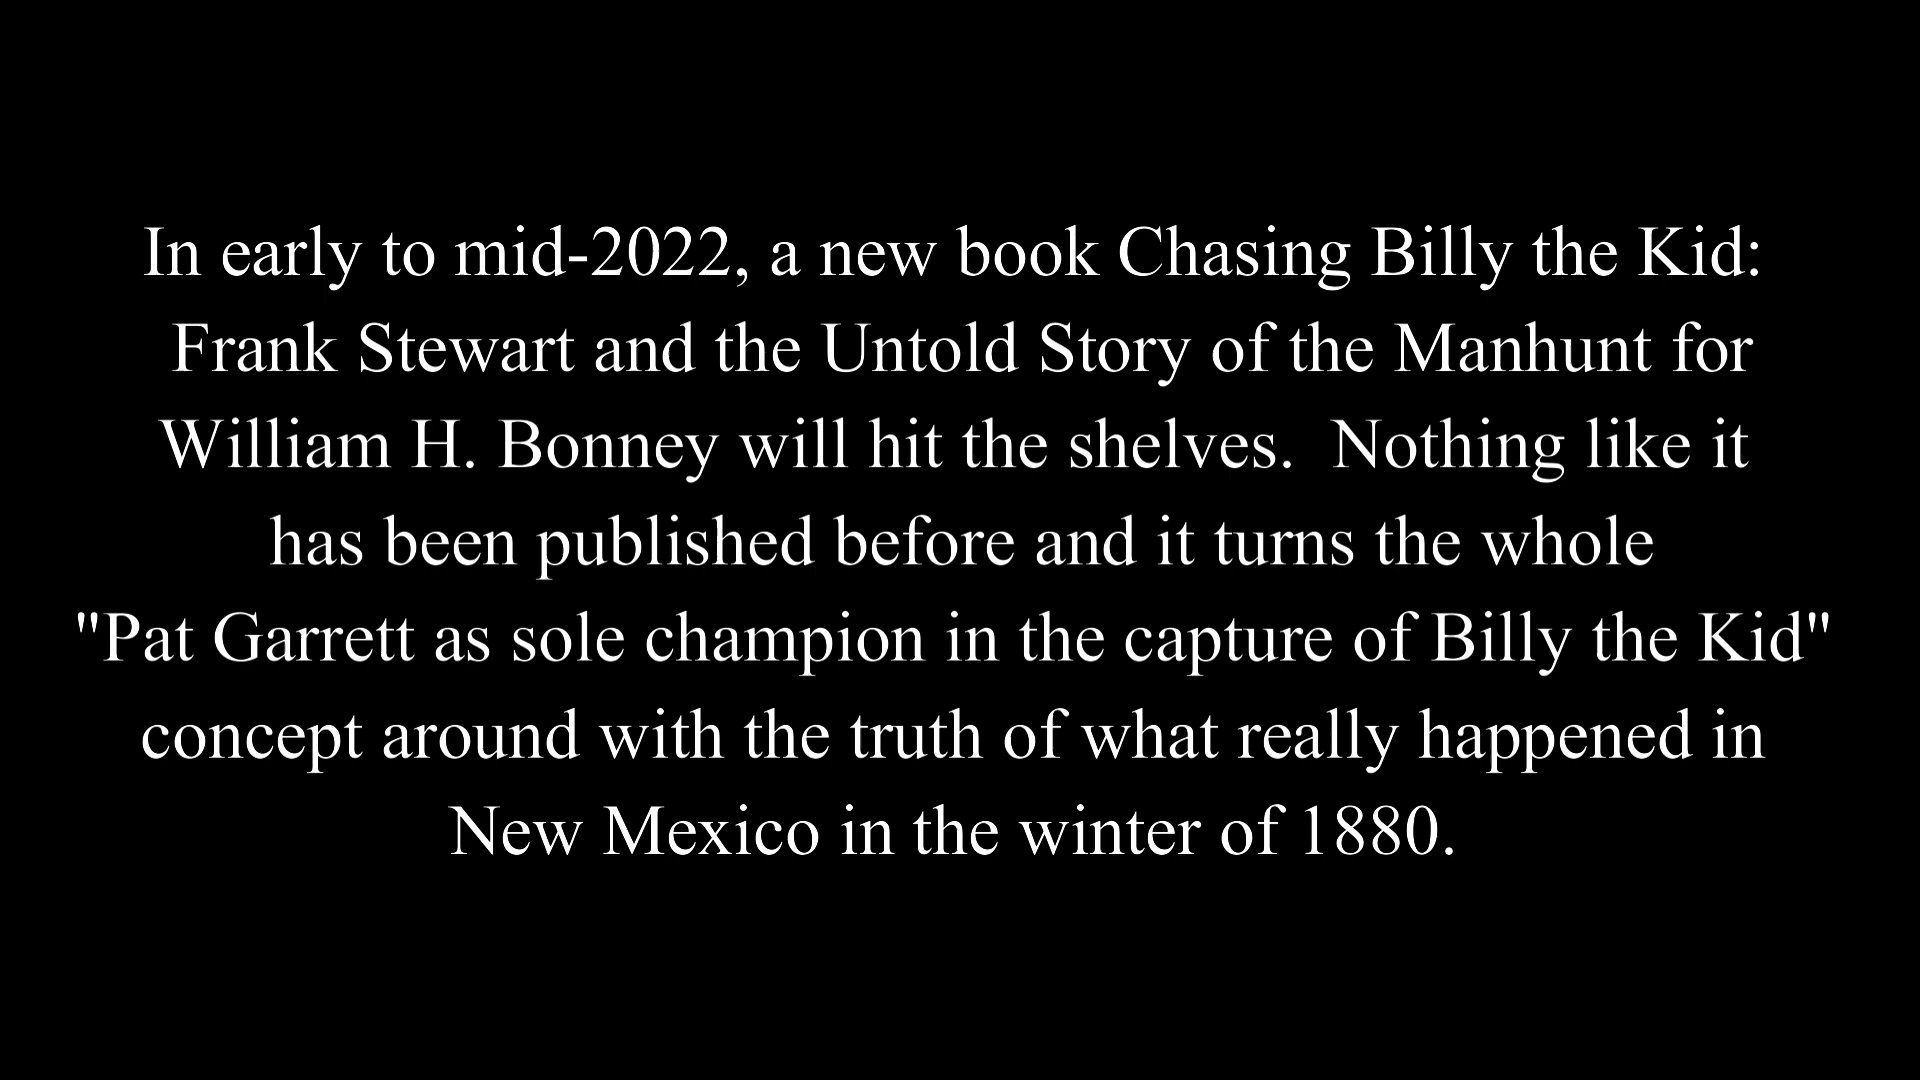 In early to mid-2022, a new book Chasing Billy the Kid:
Frank Stewart and the Untold Story of the Manhunt for
William H. Bonney will hit the shelves.  Nothing like it
has been published before and it turns the whole
"Pat Garrett as sole champion in the capture of Billy the Kid"
concept around with the truth of what really happened in
New Mexico in the winter of 1880.